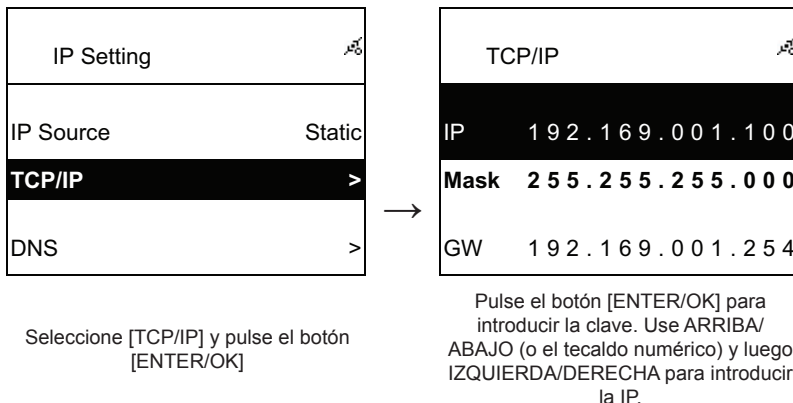 IP Setting
IP Source Static
TCP/IP >
DNS >
Seleccione [TCP/IP] y pulse el botón
[ENTER/OK]
→
TCP/IP
IP 192.169.001.100
Mask 255.255.255.000
GW 192.169.001.254
Pulse el botón [ENTER/OK] para
introducir la clave. Use ARRIBA/
ABAJO (o el tecaldo numérico) y luego
IZQUIERDA/DERECHA para introducir
la IP.